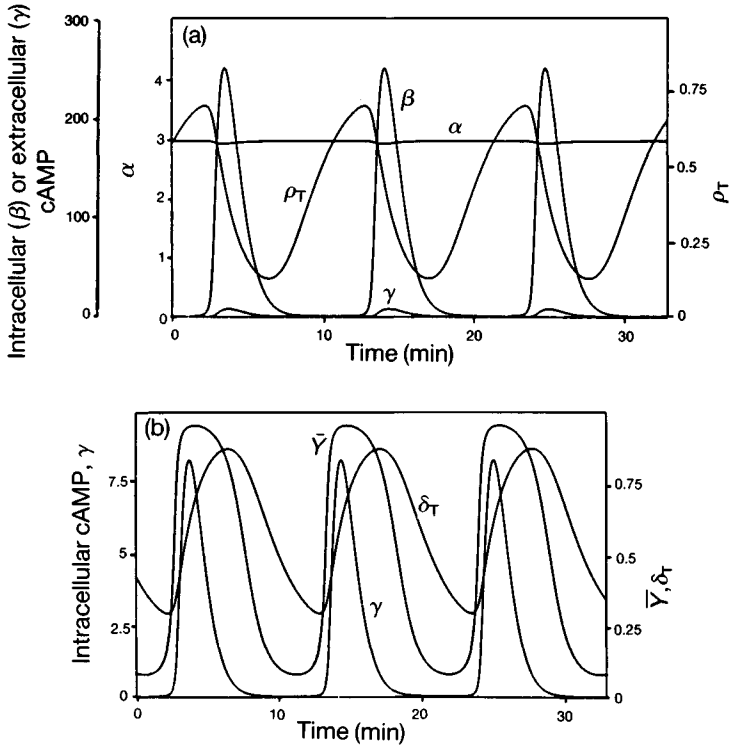 300
200
100
0
Intracellular (β) or extracellular (γ)
cAMP
4
3
2
1
0
α
(a)
β
α
ρT
γ
0.75
0.5
0.25
0
ρT
0
10
20
30
Time (min)
(b)
Ȳ
δT
γ
7.5
5
2.5
0
Intracellular cAMP, γ
0.75
0.5
0.25
0
Ȳ,δT
0
10
20
30
Time (min)